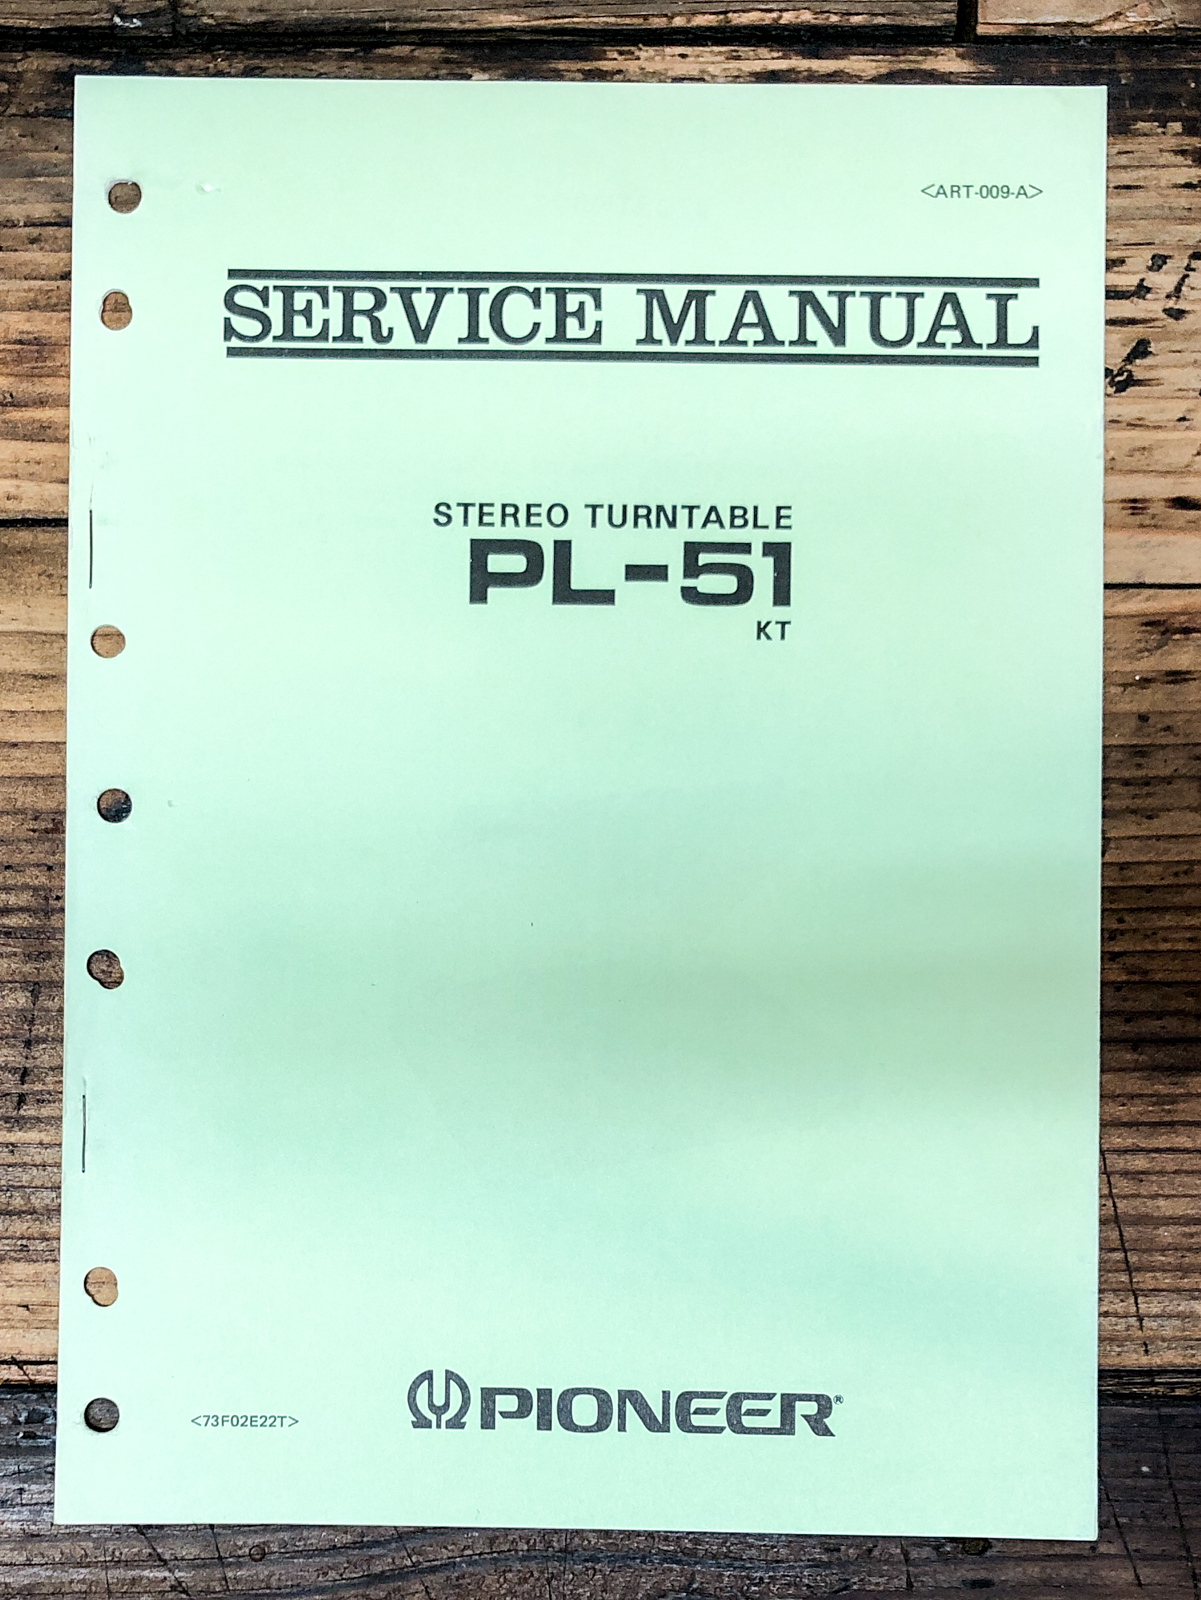 <ART-009-A>
SERVICE MANUAL
STEREO TURNTABLE
PL-51
KT
<73F02E22T>
PIONEER®